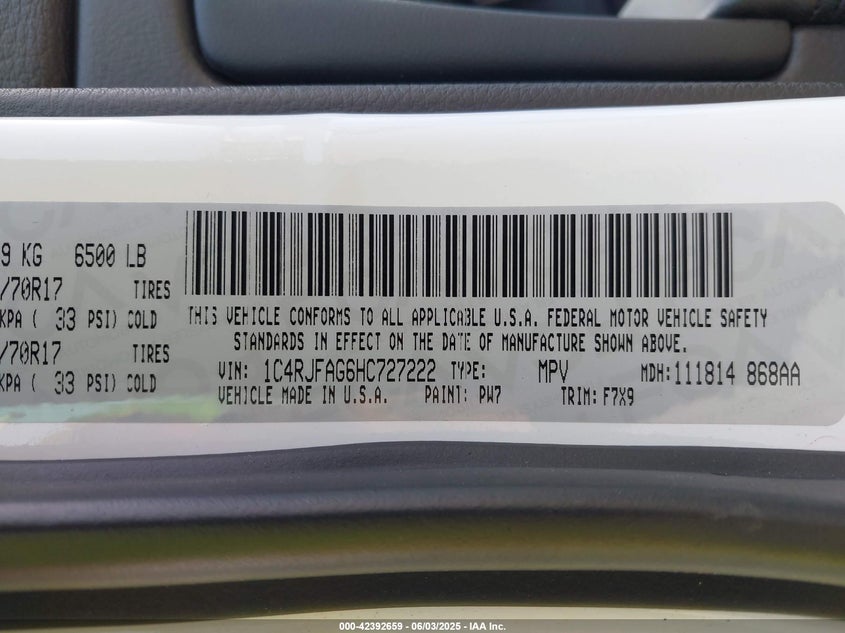 9 KG 6500 LB
/70R17 TIRES
KPA ( 33 PSI) COLD
/70R17 TIRES
KPA ( 33 PSI) COLD
THIS VEHICLE CONFORMS TO ALL APPLICABLE U.S.A. FEDERAL MOTOR VEHICLE SAFETY
STANDARDS IN EFFECT ON THE DATE OF MANUFACTURE SHOWN ABOVE.
VIN: 1C4RJFAG6HC727222 TYPE: MPV MDH:111814 868AA
VEHICLE MADE IN U.S.A. PAINT: PW7 TRIM: F7X9
000-42392659 - 06/03/2025 - IAA Inc.